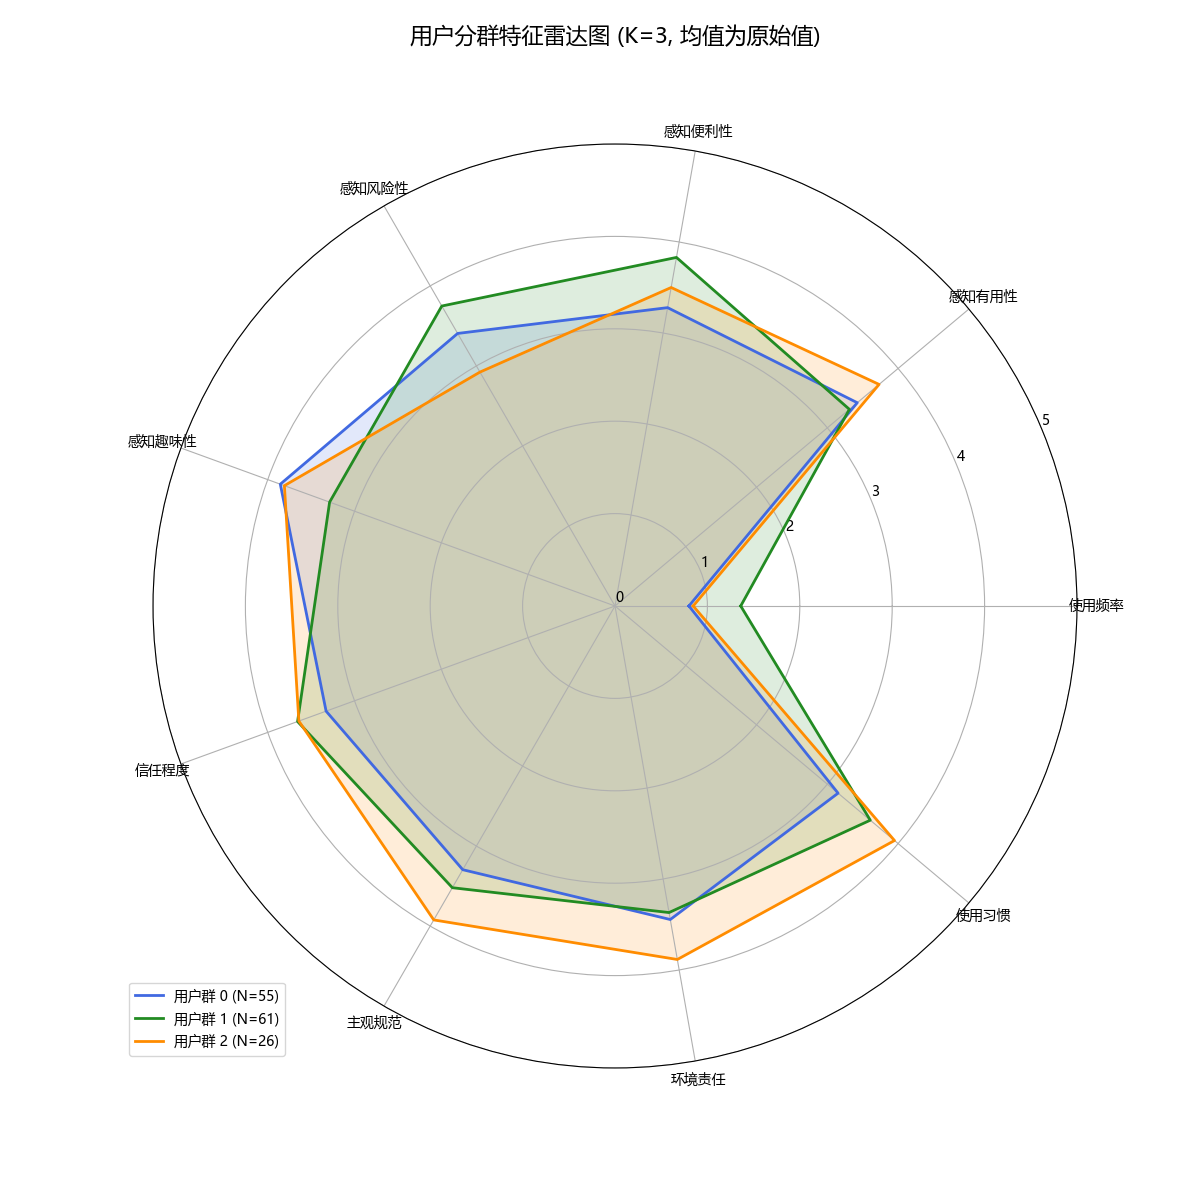 用户分群特征雷达图 (K=3, 均值为原始值)
感知便利性
感知风险性
感知有用性
感知趣味性
5
4
3
2
1
0
使用频率
信任程度
使用习惯
主观规范
环境责任
用户群 0 (N=55)
用户群 1 (N=61)
用户群 2 (N=26)